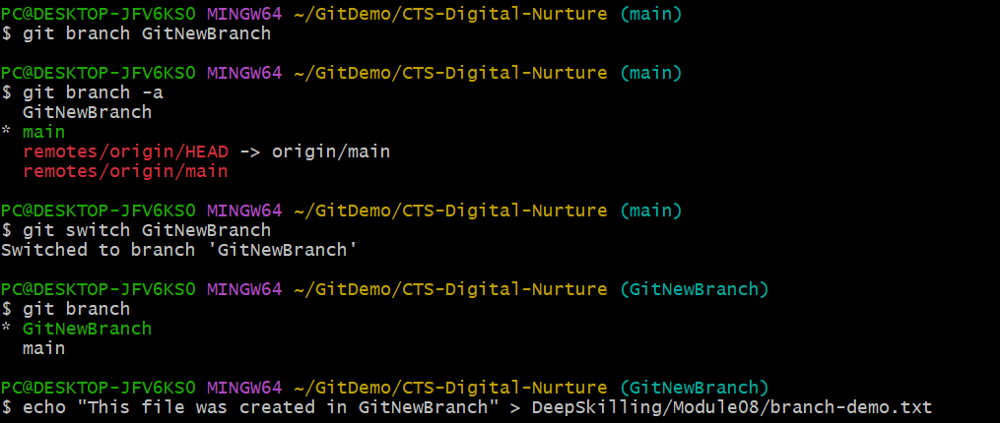 PC@DESKTOP-JFV6KS0 MINGW64 ~/GitDemo/CTS-Digital-Nurture (main)
$ git branch GitNewBranch
PC@DESKTOP-JFV6KS0 MINGW64 ~/GitDemo/CTS-Digital-Nurture (main)
$ git branch -a
  GitNewBranch
* main
  remotes/origin/HEAD -> origin/main
  remotes/origin/main
PC@DESKTOP-JFV6KS0 MINGW64 ~/GitDemo/CTS-Digital-Nurture (main)
$ git switch GitNewBranch
Switched to branch 'GitNewBranch'
PC@DESKTOP-JFV6KS0 MINGW64 ~/GitDemo/CTS-Digital-Nurture (GitNewBranch)
$ git branch
* GitNewBranch
  main
PC@DESKTOP-JFV6KS0 MINGW64 ~/GitDemo/CTS-Digital-Nurture (GitNewBranch)
$ echo "This file was created in GitNewBranch" > DeepSkilling/Module08/branch-demo.txt